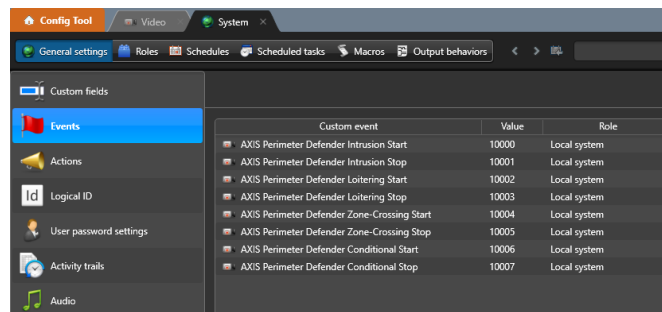 Config Tool Video × System ×
General settings Roles Schedules Scheduled tasks Macros Output behaviors
Custom fields
Events
Actions
Id Logical ID
User password settings
Activity trails
Audio
Custom event Value Role
AXIS Perimeter Defender Intrusion Start 10000 Local system
AXIS Perimeter Defender Intrusion Stop 10001 Local system
AXIS Perimeter Defender Loitering Start 10002 Local system
AXIS Perimeter Defender Loitering Stop 10003 Local system
AXIS Perimeter Defender Zone-Crossing Start 10004 Local system
AXIS Perimeter Defender Zone-Crossing Stop 10005 Local system
AXIS Perimeter Defender Conditional Start 10006 Local system
AXIS Perimeter Defender Conditional Stop 10007 Local system